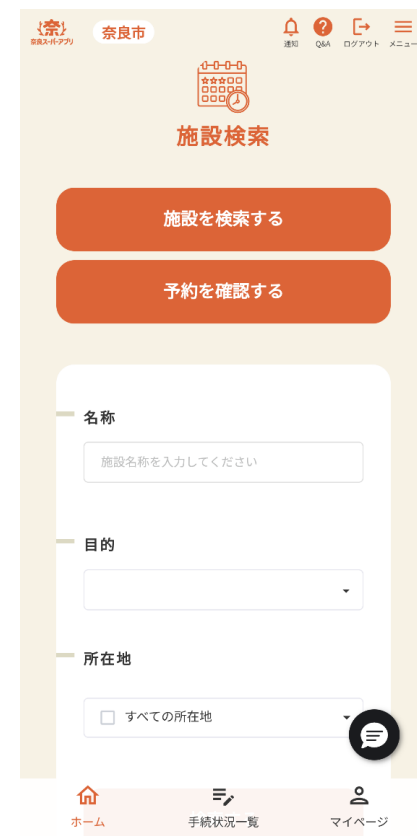 奈
奈良スーパーアプリ
奈良市
通知
Q&A
ログアウト
メニュー
施設検索
施設を検索する
予約を確認する
名称
施設名称を入力してください
目的
所在地
すべての所在地
ホーム
手続状況一覧
マイページ